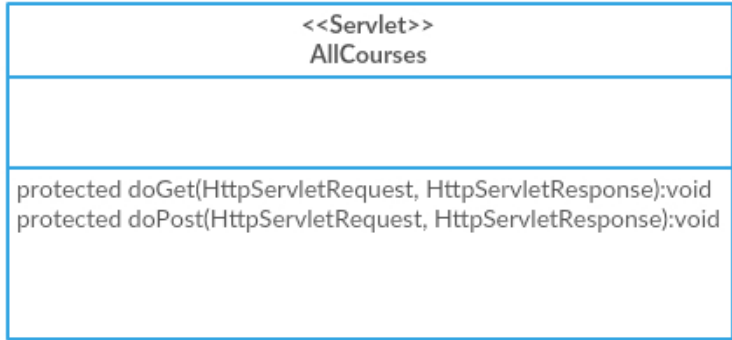 <<Servlet>>
AllCourses
protected doGet(HttpServletRequest, HttpServletResponse):void
protected doPost(HttpServletRequest, HttpServletResponse):void